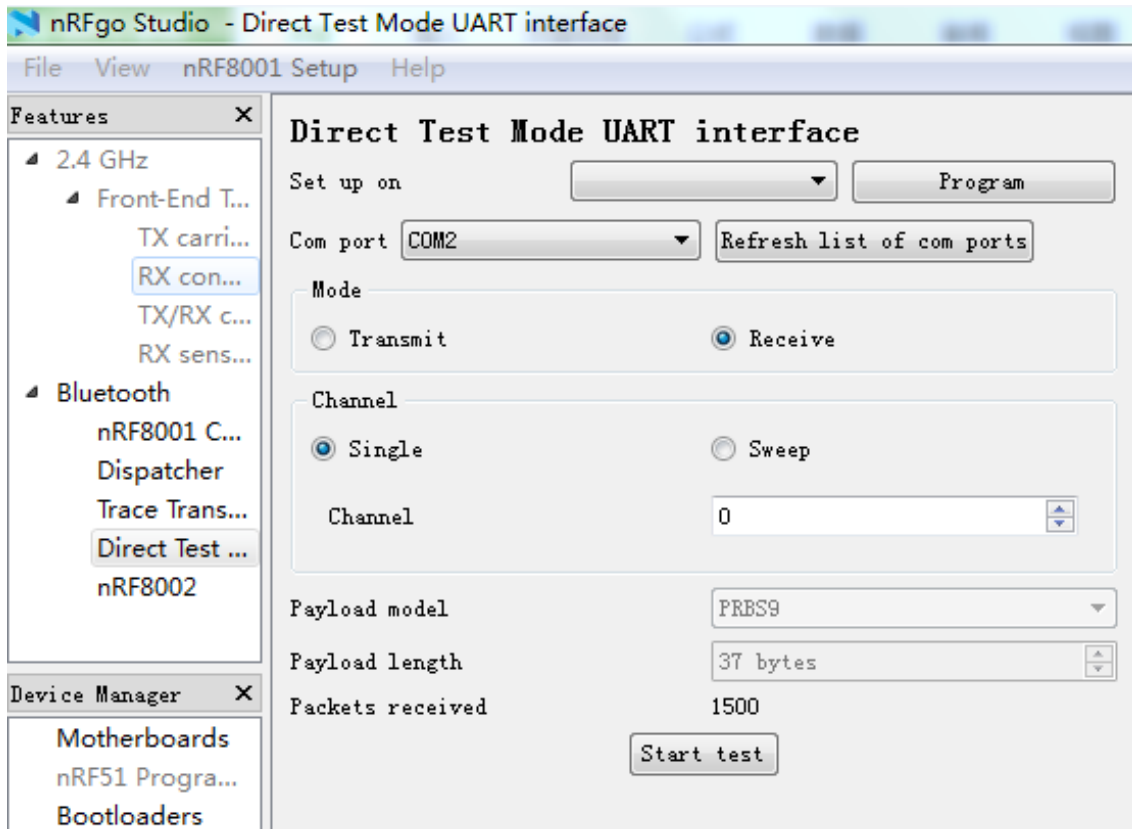 nRFgo Studio - Direct Test Mode UART interface
File View nRF8001 Setup Help
Features X
2.4 GHz
Front-End T...
TX carri...
RX con...
TX/RX c...
RX sens...
Bluetooth
nRF8001 C...
Dispatcher
Trace Trans...
Direct Test ...
nRF8002
Device Manager X
Motherboards
nRF51 Progra...
Bootloaders
Direct Test Mode UART interface
Set up on Program
Com port COM2 Refresh list of com ports
Mode
Transmit Receive
Channel
Single Sweep
Channel 0
Payload model PRBS9
Payload length 37 bytes
Packets received 1500
Start test